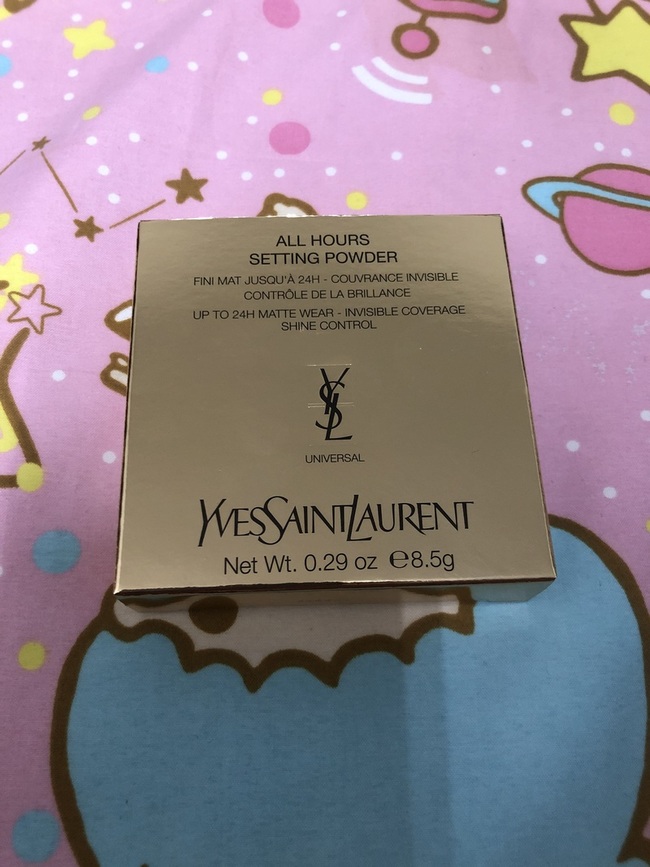 ALL HOURS
SETTING POWDER
FINI MAT JUSQU'À 24H - COUVRANCE INVISIBLE
CONTRÔLE DE LA BRILLANCE
UP TO 24H MATTE WEAR - INVISIBLE COVERAGE
SHINE CONTROL
YSL
UNIVERSAL
YVESSAINTLAURENT
Net Wt. 0.29 oz ℮8.5g